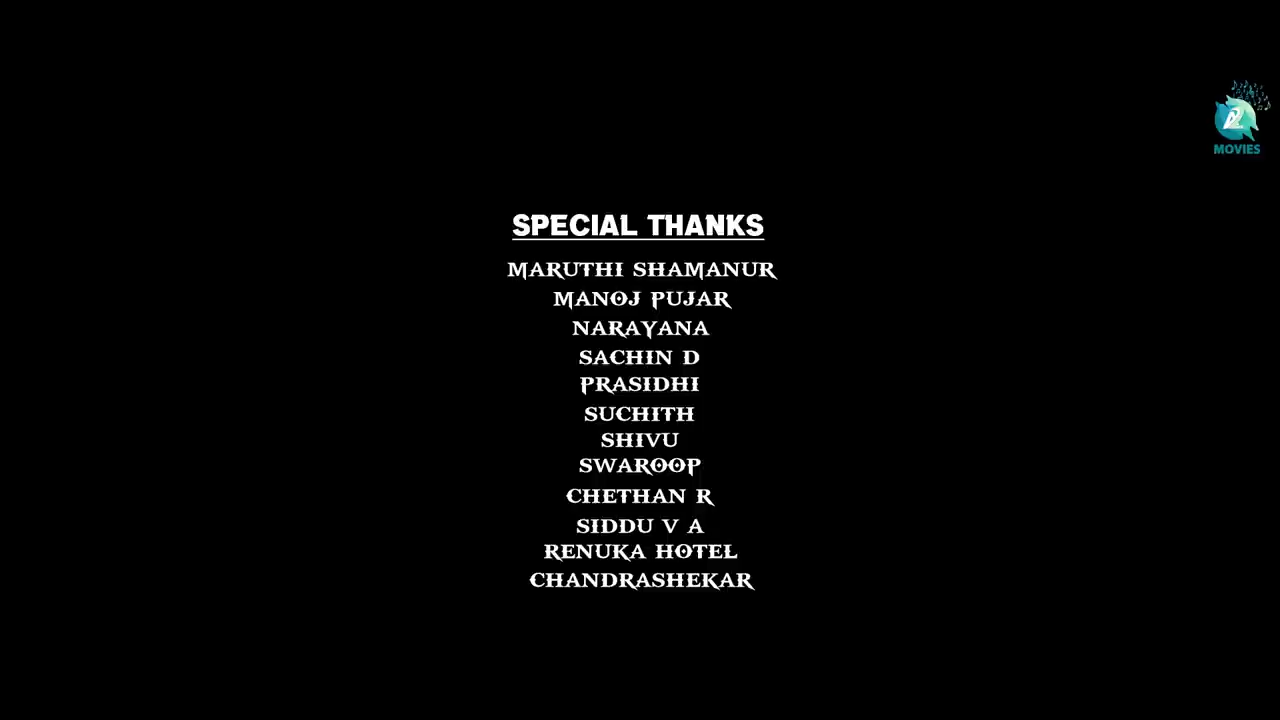 SPECIAL THANKS
MARUTHI SHAMANUR
MANOJ PUJAR
NARAYANA
SACHIN D
PRASIDHI
SUCHITH
SHIVU
SWAROOP
CHETHAN R
SIDDU V A
RENUKA HOTEL
CHANDRASHEKAR
MOVIES